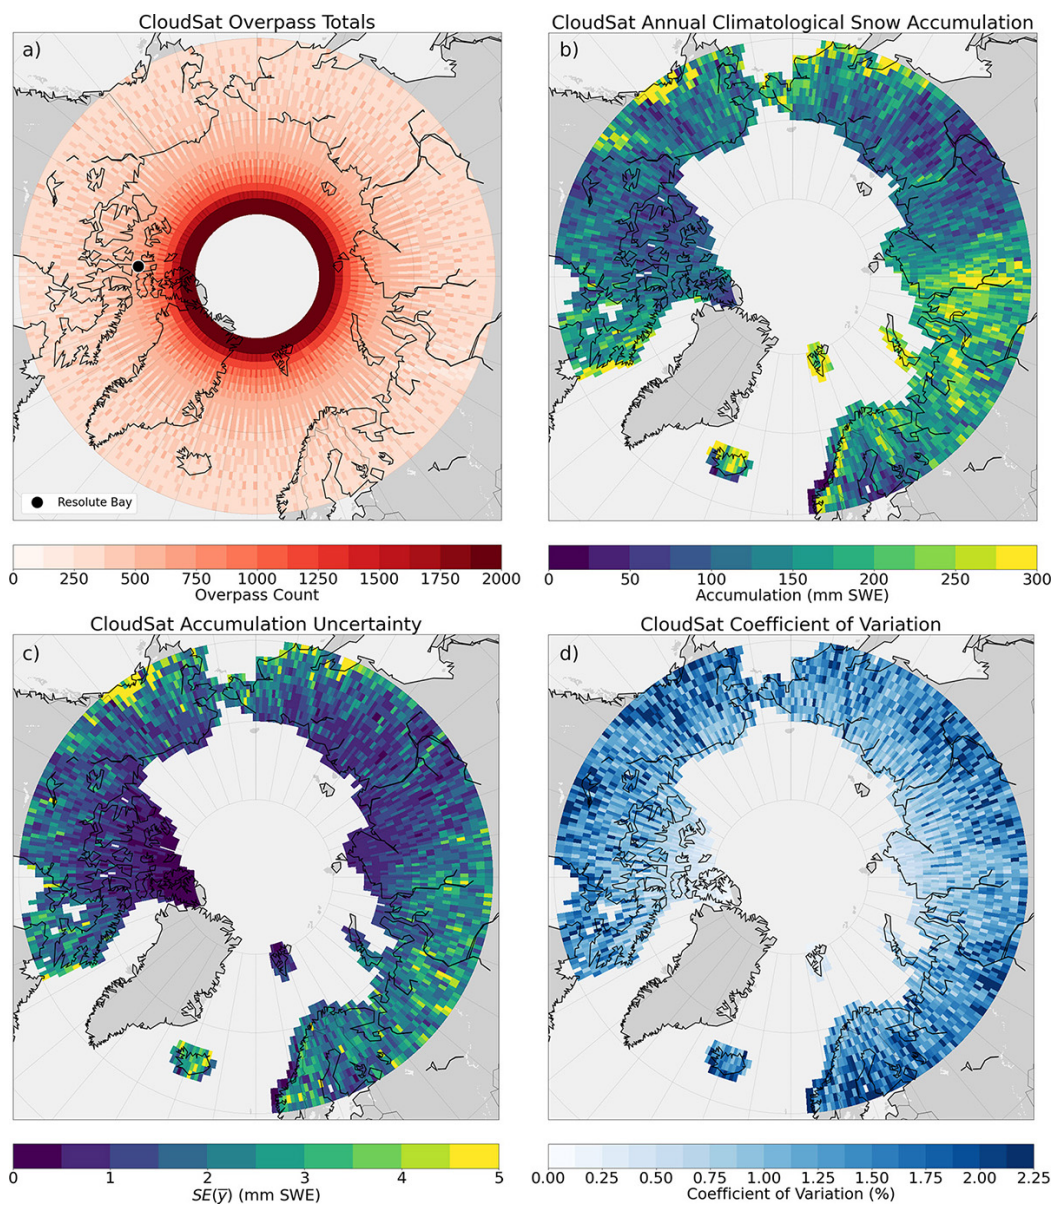 CloudSat Overpass Totals
a)
Resolute Bay
0 250 500 750 1000 1250 1500 1750 2000
Overpass Count
CloudSat Annual Climatological Snow Accumulation
b)
0 50 100 150 200 250 300
Accumulation (mm SWE)
CloudSat Accumulation Uncertainty
c)
0 1 2 3 4 5
SE(y̅) (mm SWE)
CloudSat Coefficient of Variation
d)
0.00 0.25 0.50 0.75 1.00 1.25 1.50 1.75 2.00 2.25
Coefficient of Variation (%)